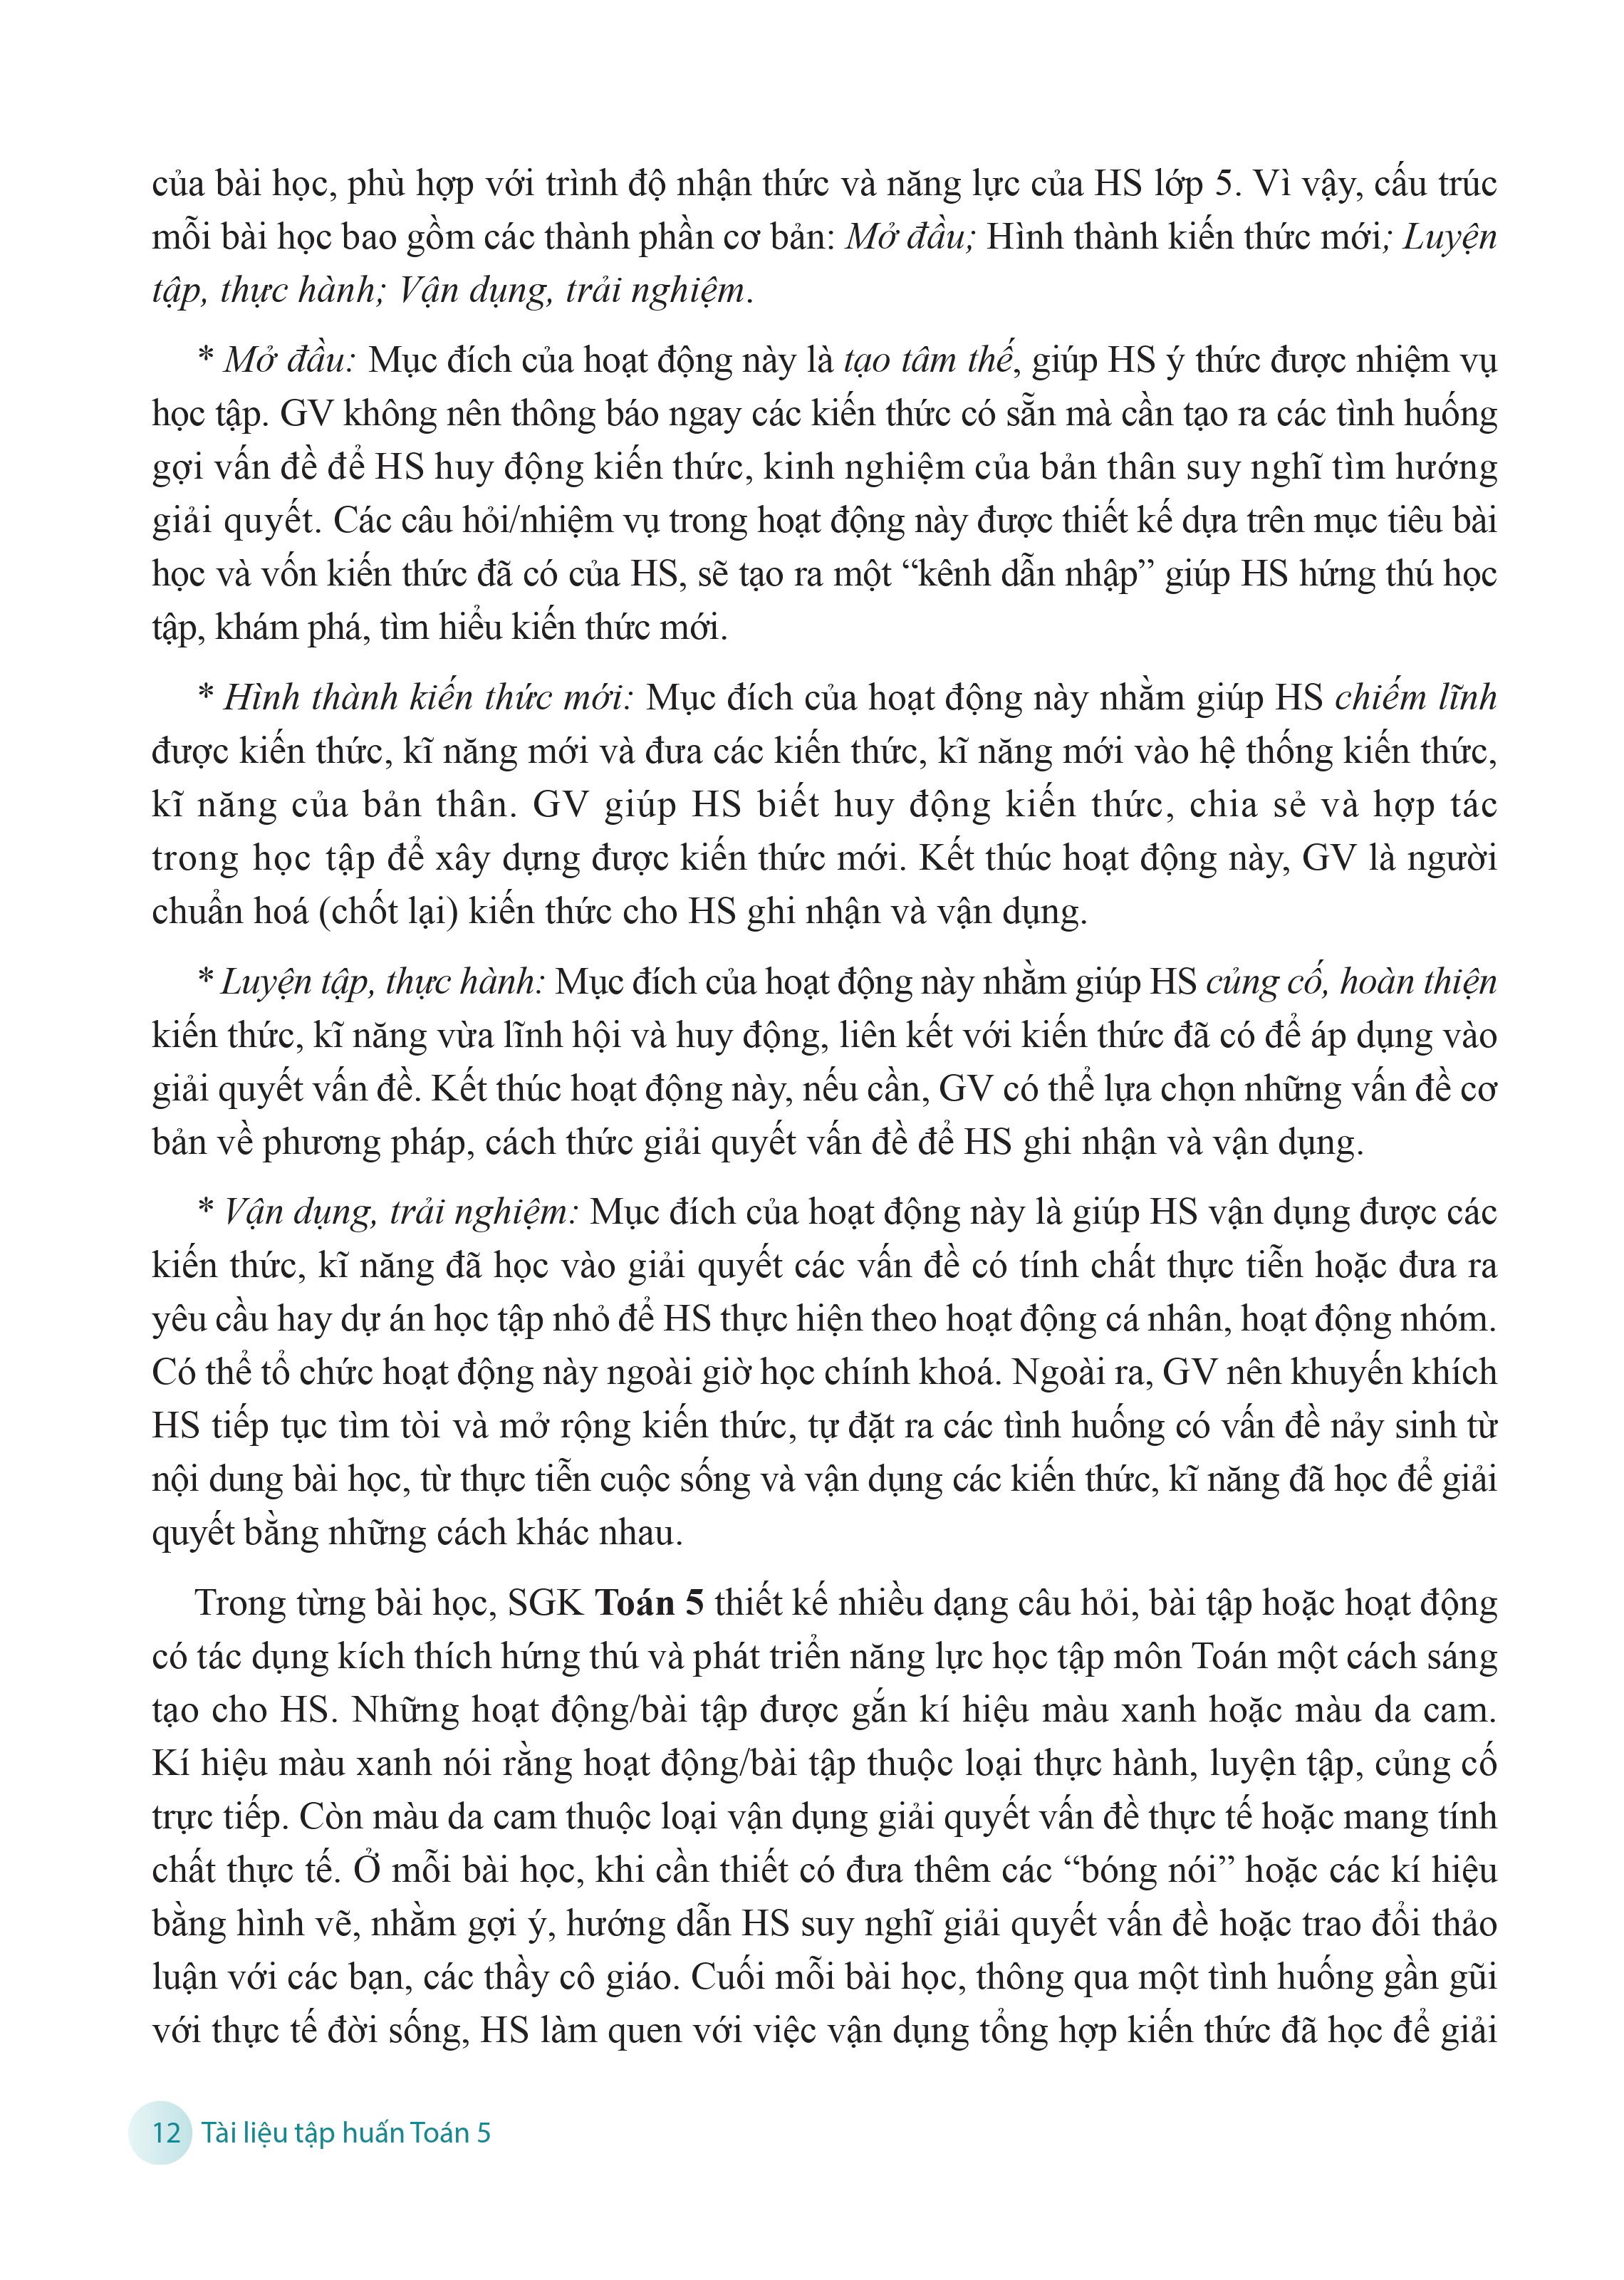 của bài học, phù hợp với trình độ nhận thức và năng lực của HS lớp 5. Vì vậy, cấu trúc
mỗi bài học bao gồm các thành phần cơ bản: Mở đầu; Hình thành kiến thức mới; Luyện
tập, thực hành; Vận dụng, trải nghiệm.
* Mở đầu: Mục đích của hoạt động này là tạo tâm thế, giúp HS ý thức được nhiệm vụ
học tập. GV không nên thông báo ngay các kiến thức có sẵn mà cần tạo ra các tình huống
gợi vấn đề để HS huy động kiến thức, kinh nghiệm của bản thân suy nghĩ tìm hướng
giải quyết. Các câu hỏi/nhiệm vụ trong hoạt động này được thiết kế dựa trên mục tiêu bài
học và vốn kiến thức đã có của HS, sẽ tạo ra một “kênh dẫn nhập” giúp HS hứng thú học
tập, khám phá, tìm hiểu kiến thức mới.
* Hình thành kiến thức mới: Mục đích của hoạt động này nhằm giúp HS chiếm lĩnh
được kiến thức, kĩ năng mới và đưa các kiến thức, kĩ năng mới vào hệ thống kiến thức,
kĩ năng của bản thân. GV giúp HS biết huy động kiến thức, chia sẻ và hợp tác
trong học tập để xây dựng được kiến thức mới. Kết thúc hoạt động này, GV là người
chuẩn hoá (chốt lại) kiến thức cho HS ghi nhận và vận dụng.
* Luyện tập, thực hành: Mục đích của hoạt động này nhằm giúp HS củng cố, hoàn thiện
kiến thức, kĩ năng vừa lĩnh hội và huy động, liên kết với kiến thức đã có để áp dụng vào
giải quyết vấn đề. Kết thúc hoạt động này, nếu cần, GV có thể lựa chọn những vấn đề cơ
bản về phương pháp, cách thức giải quyết vấn đề để HS ghi nhận và vận dụng.
* Vận dụng, trải nghiệm: Mục đích của hoạt động này là giúp HS vận dụng được các
kiến thức, kĩ năng đã học vào giải quyết các vấn đề có tính chất thực tiễn hoặc đưa ra
yêu cầu hay dự án học tập nhỏ để HS thực hiện theo hoạt động cá nhân, hoạt động nhóm.
Có thể tổ chức hoạt động này ngoài giờ học chính khoá. Ngoài ra, GV nên khuyến khích
HS tiếp tục tìm tòi và mở rộng kiến thức, tự đặt ra các tình huống có vấn đề nảy sinh từ
nội dung bài học, từ thực tiễn cuộc sống và vận dụng các kiến thức, kĩ năng đã học để giải
quyết bằng những cách khác nhau.
Trong từng bài học, SGK Toán 5 thiết kế nhiều dạng câu hỏi, bài tập hoặc hoạt động
có tác dụng kích thích hứng thú và phát triển năng lực học tập môn Toán một cách sáng
tạo cho HS. Những hoạt động/bài tập được gắn kí hiệu màu xanh hoặc màu da cam.
Kí hiệu màu xanh nói rằng hoạt động/bài tập thuộc loại thực hành, luyện tập, củng cố
trực tiếp. Còn màu da cam thuộc loại vận dụng giải quyết vấn đề thực tế hoặc mang tính
chất thực tế. Ở mỗi bài học, khi cần thiết có đưa thêm các “bóng nói” hoặc các kí hiệu
bằng hình vẽ, nhằm gợi ý, hướng dẫn HS suy nghĩ giải quyết vấn đề hoặc trao đổi thảo
luận với các bạn, các thầy cô giáo. Cuối mỗi bài học, thông qua một tình huống gần gũi
với thực tế đời sống, HS làm quen với việc vận dụng tổng hợp kiến thức đã học để giải
12 Tài liệu tập huấn Toán 5